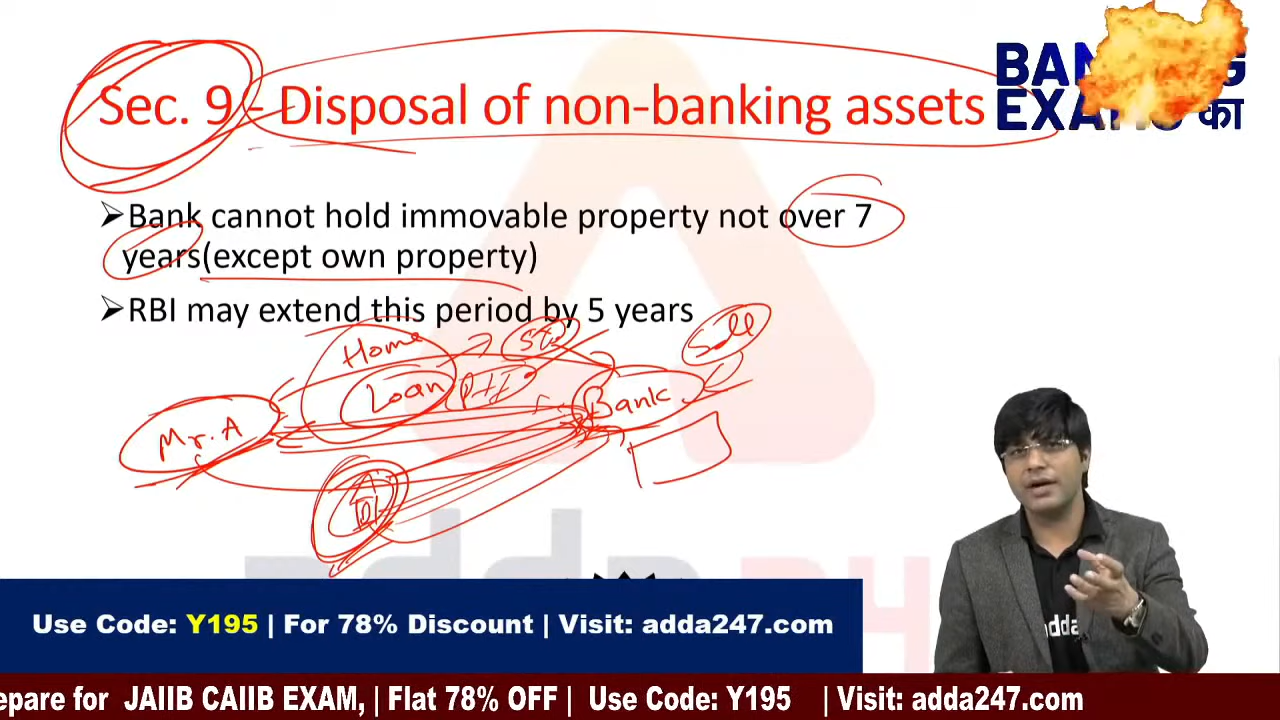 Sec. 9 - Disposal of non-banking assets
BAN G
EXAMS का
➤Bank cannot hold immovable property not over 7
years(except own property)
➤RBI may extend this period by 5 years
Sell
Home
Loan
P+I
Bank
Mr. A
adda
Use Code: Y195 | For 78% Discount | Visit: adda247.com
epare for JAIIB CAIIB EXAM, | Flat 78% OFF | Use Code: Y195 | Visit: adda247.com